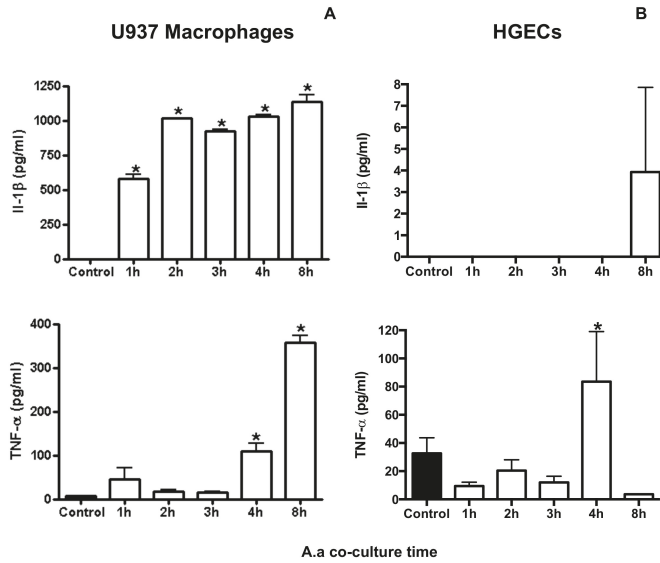 A
B
U937 Macrophages
HGECs
Il-1β (pg/ml)
1250
1000
750
500
250
0
* * * * *
Control 1h 2h 3h 4h 8h
Il-1β (pg/ml)
8
7
6
5
4
3
2
1
0
Control 1h 2h 3h 4h 8h
TNF-α (pg/ml)
400
300
200
100
0
* *
Control 1h 2h 3h 4h 8h
TNF-α (pg/ml)
120
100
80
60
40
20
0
*
Control 1h 2h 3h 4h 8h
A.a co-culture time